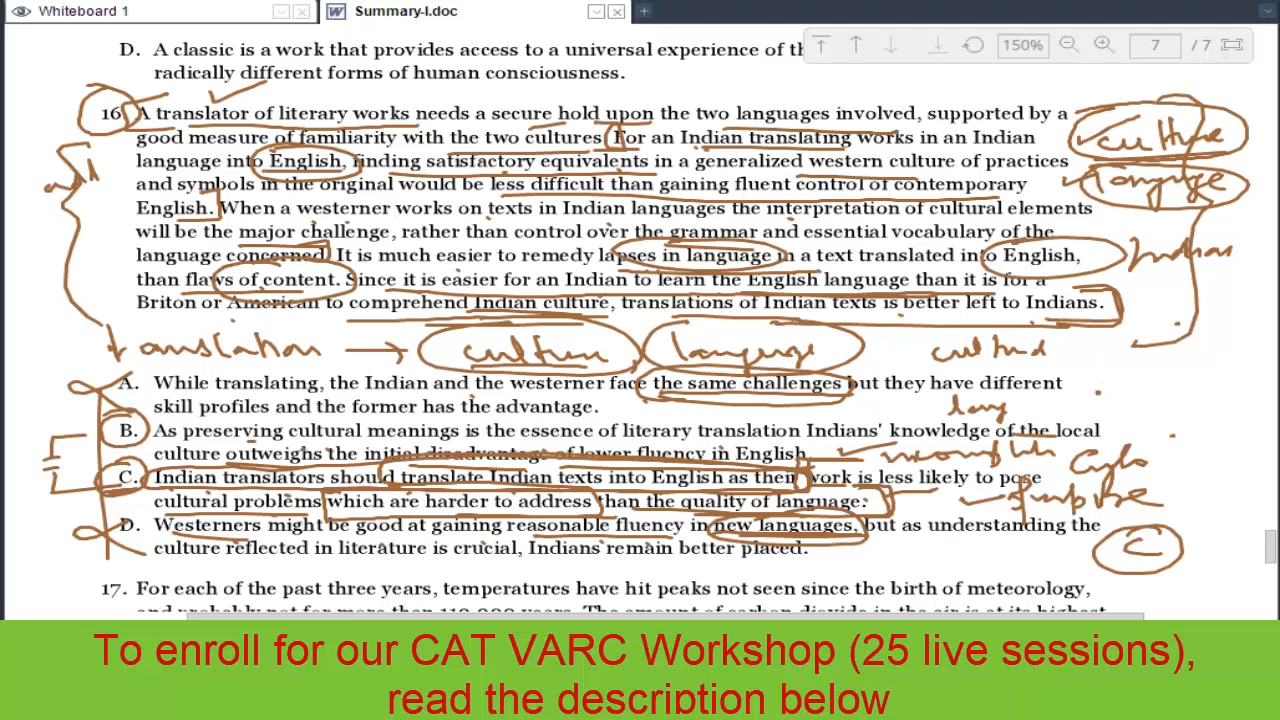 Whiteboard 1
Summary-I.doc
150%
7
/ 7
D. A classic is a work that provides access to a universal experience of th
radically different forms of human consciousness.
16. A translator of literary works needs a secure hold upon the two languages involved, supported by a
good measure of familiarity with the two cultures. For an Indian translating works in an Indian
language into English, finding satisfactory equivalents in a generalized western culture of practices
and symbols in the original would be less difficult than gaining fluent control of contemporary
English. When a westerner works on texts in Indian languages the interpretation of cultural elements
will be the major challenge, rather than control over the grammar and essential vocabulary of the
language concerned. It is much easier to remedy lapses in language in a text translated into English,
than flaws of content. Since it is easier for an Indian to learn the English language than it is for a
Briton or American to comprehend Indian culture, translations of Indian texts is better left to Indians.
culture
language
Indian
translation → culture, language
A. While translating, the Indian and the westerner face the same challenges but they have different
skill profiles and the former has the advantage.
B. As preserving cultural meanings is the essence of literary translation Indians' knowledge of the local
culture outweighs the initial disadvantage of lower fluency in English.
C. Indian translators should translate Indian texts into English as their work is less likely to pose
cultural problems which are harder to address than the quality of language.
D. Westerners might be good at gaining reasonable fluency in new languages, but as understanding the
culture reflected in literature is crucial, Indians remain better placed.
lang
C
17. For each of the past three years, temperatures have hit peaks not seen since the birth of meteorology,
To enroll for our CAT VARC Workshop (25 live sessions),
read the description below